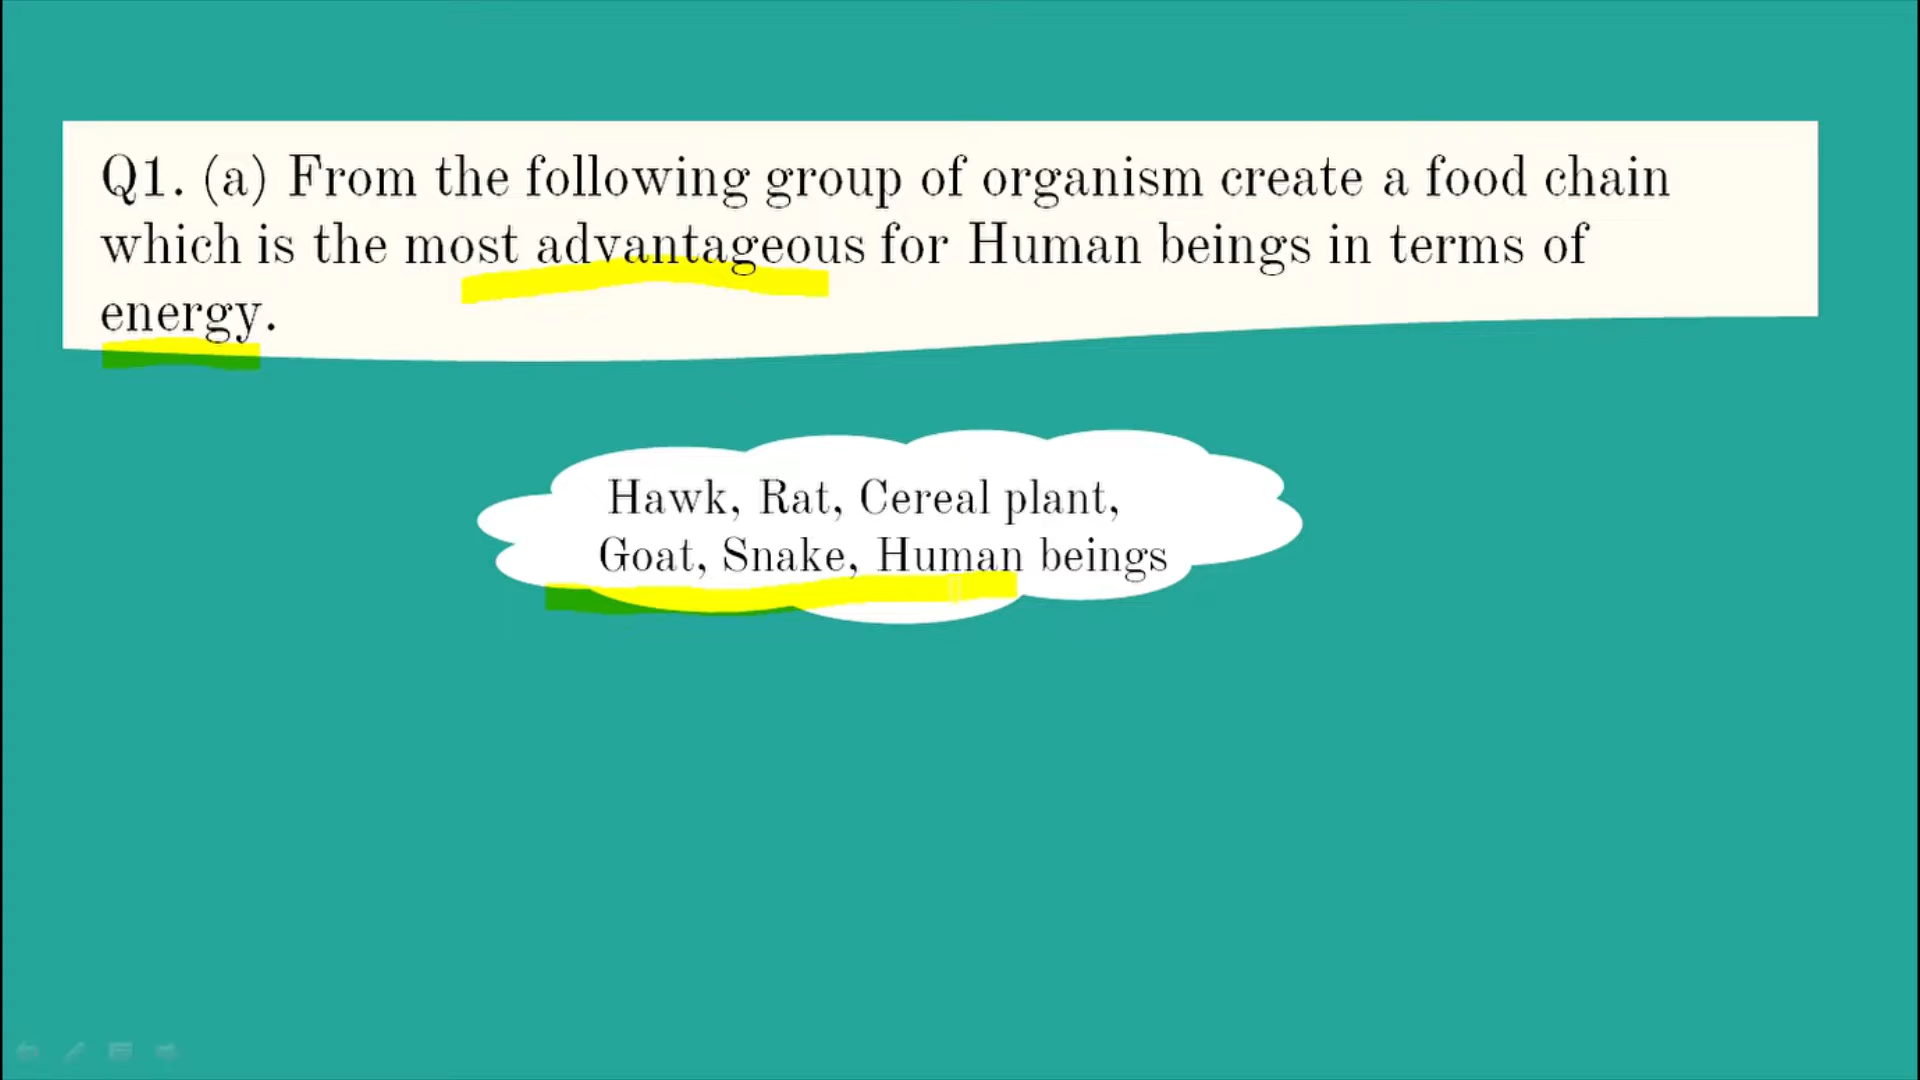 Q1. (a) From the following group of organism create a food chain
which is the most advantageous for Human beings in terms of
energy.
Hawk, Rat, Cereal plant,
Goat, Snake, Human beings